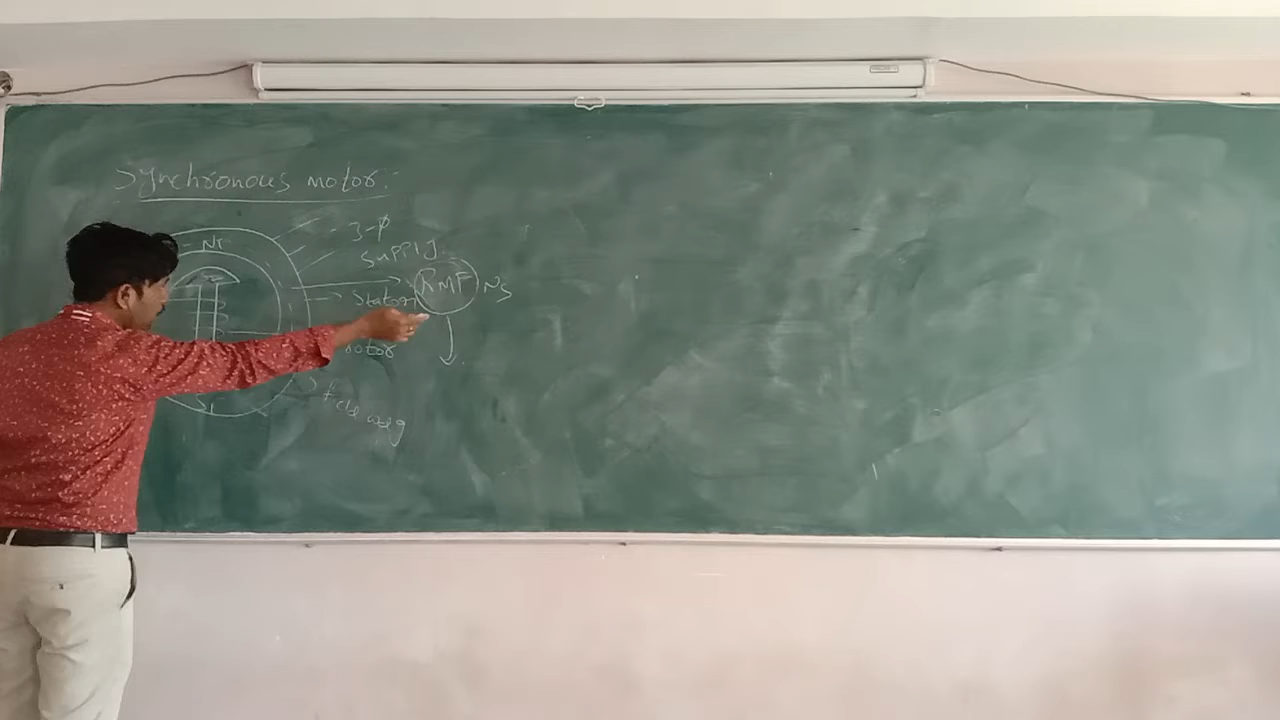 Synchronous motor:-
3-φ
supply.
RMF Ns
Stator
rotor
field wdg